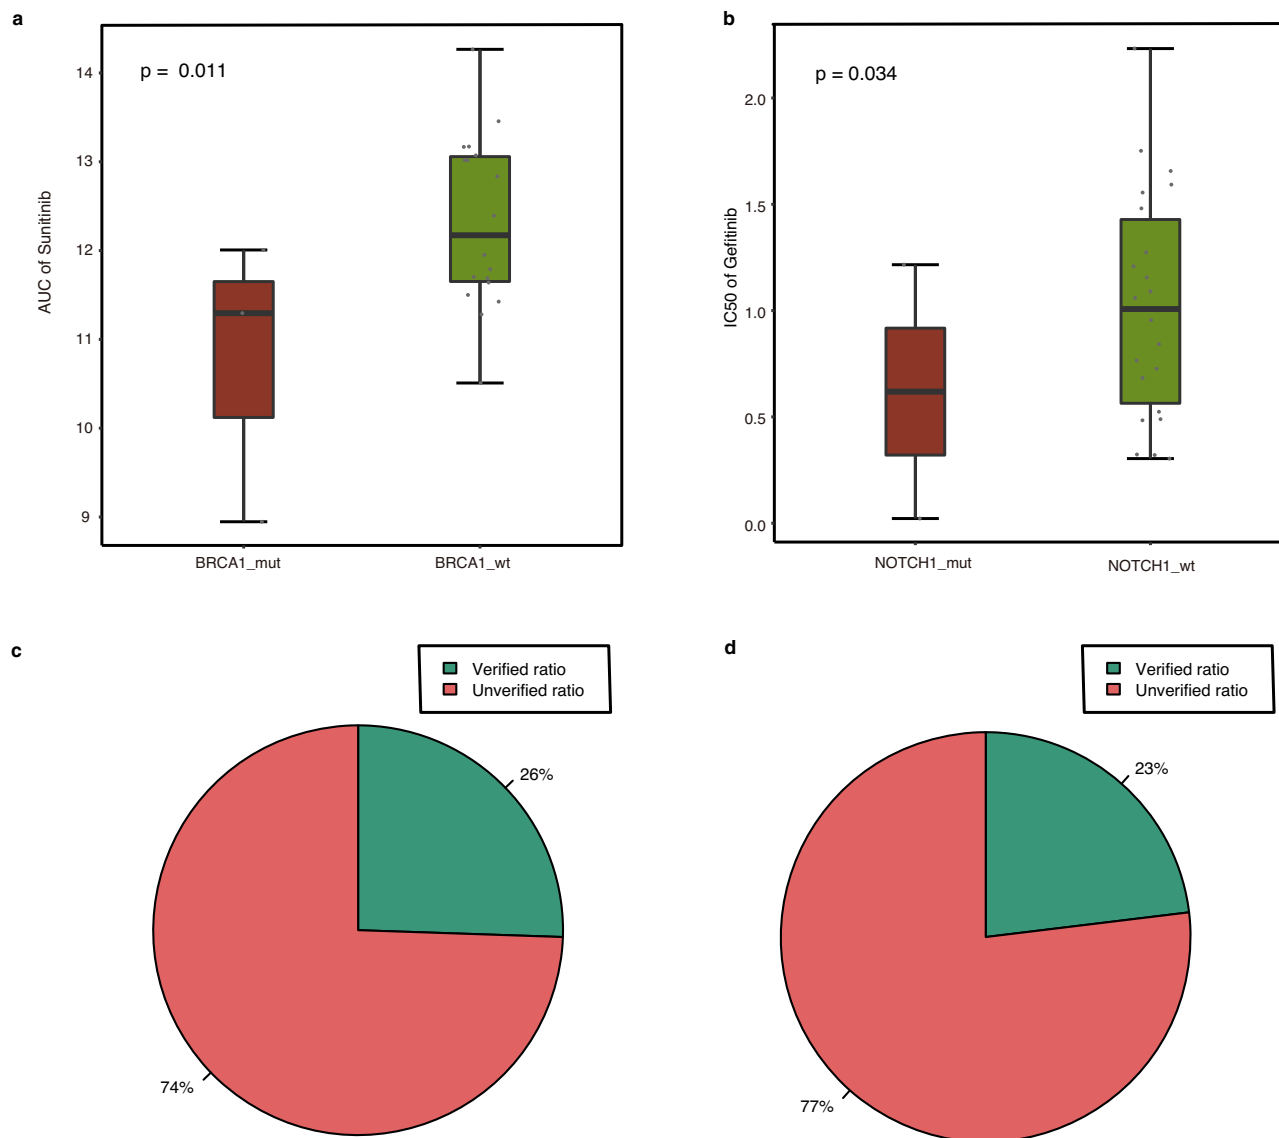 a
p = 0.011
AUC of Sunitinib
14
13
12
11
10
9
BRCA1_mut
BRCA1_wt
b
p = 0.034
IC50 of Gefitinib
2.0
1.5
1.0
0.5
0.0
NOTCH1_mut
NOTCH1_wt
c
Verified ratio
Unverified ratio
26%
74%
d
Verified ratio
Unverified ratio
23%
77%